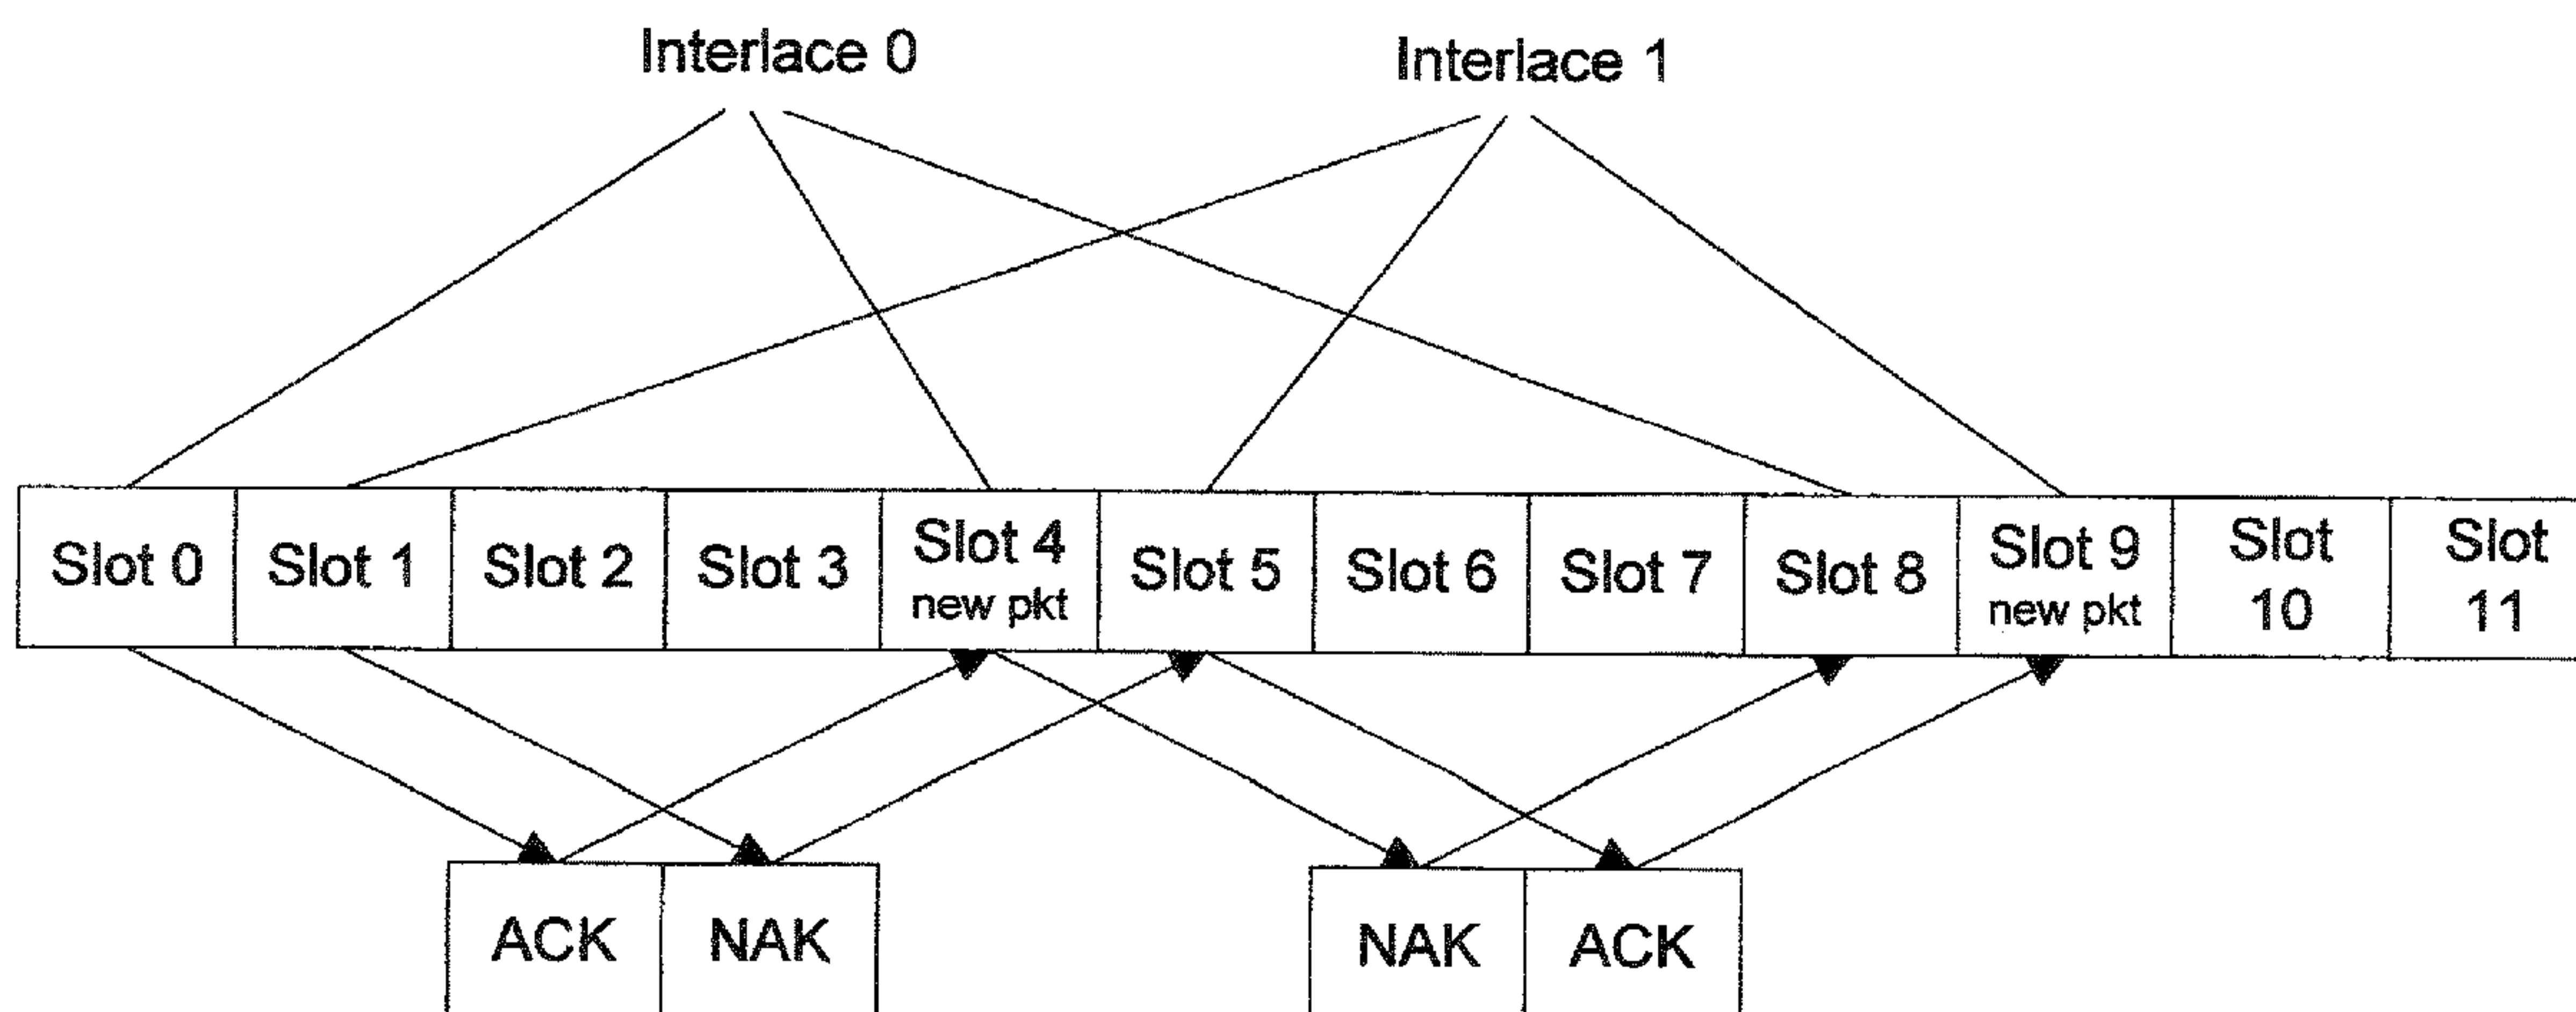 Interlace 0
Interlace 1
Slot 0
Slot 1
Slot 2
Slot 3
Slot 4
new pkt
Slot 5
Slot 6
Slot 7
Slot 8
Slot 9
new pkt
Slot
10
Slot
11
ACK
NAK
NAK
ACK